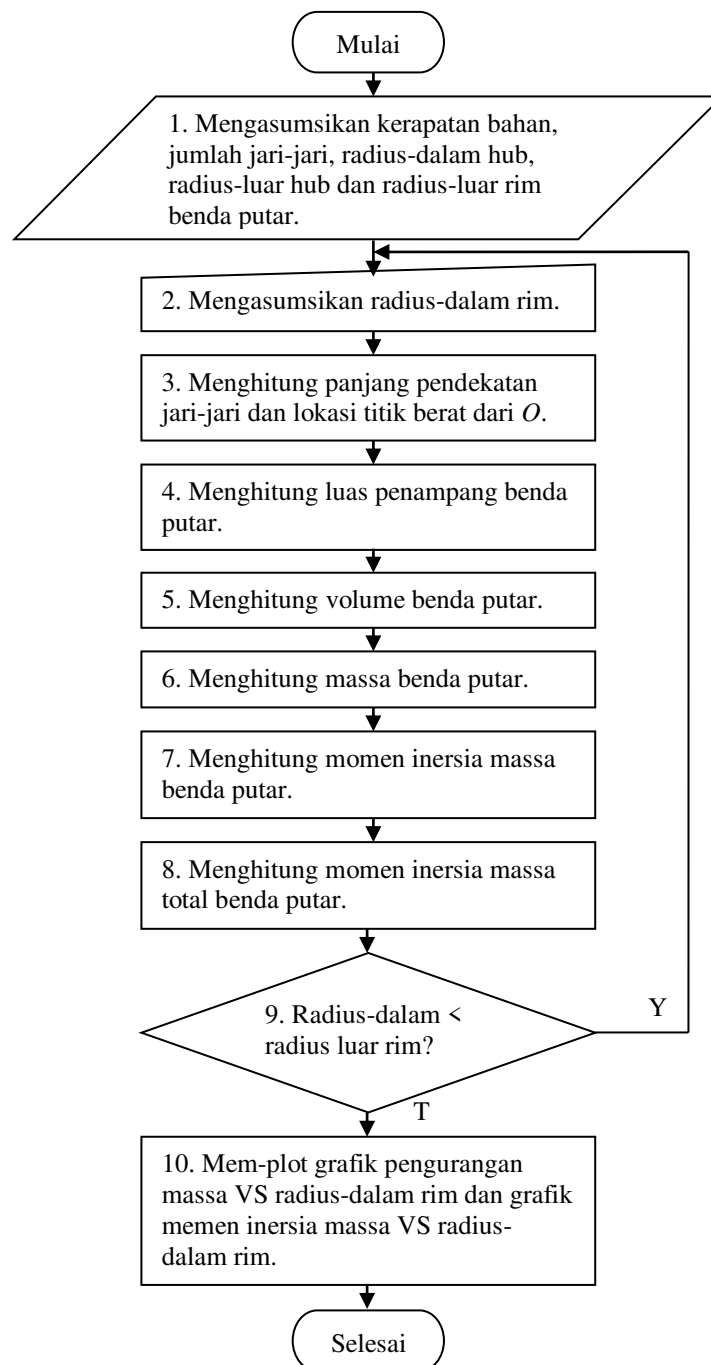 Mulai
1. Mengasumsikan kerapatan bahan,
jumlah jari-jari, radius-dalam hub,
radius-luar hub dan radius-luar rim
benda putar.
2. Mengasumsikan radius-dalam rim.
3. Menghitung panjang pendekatan
jari-jari dan lokasi titik berat dari O.
4. Menghitung luas penampang benda
putar.
5. Menghitung volume benda putar.
6. Menghitung massa benda putar.
7. Menghitung momen inersia massa
benda putar.
8. Menghitung momen inersia massa
total benda putar.
9. Radius-dalam <
radius luar rim?
Y
T
10. Mem-plot grafik pengurangan
massa VS radius-dalam rim dan grafik
memen inersia massa VS radius-
dalam rim.
Selesai